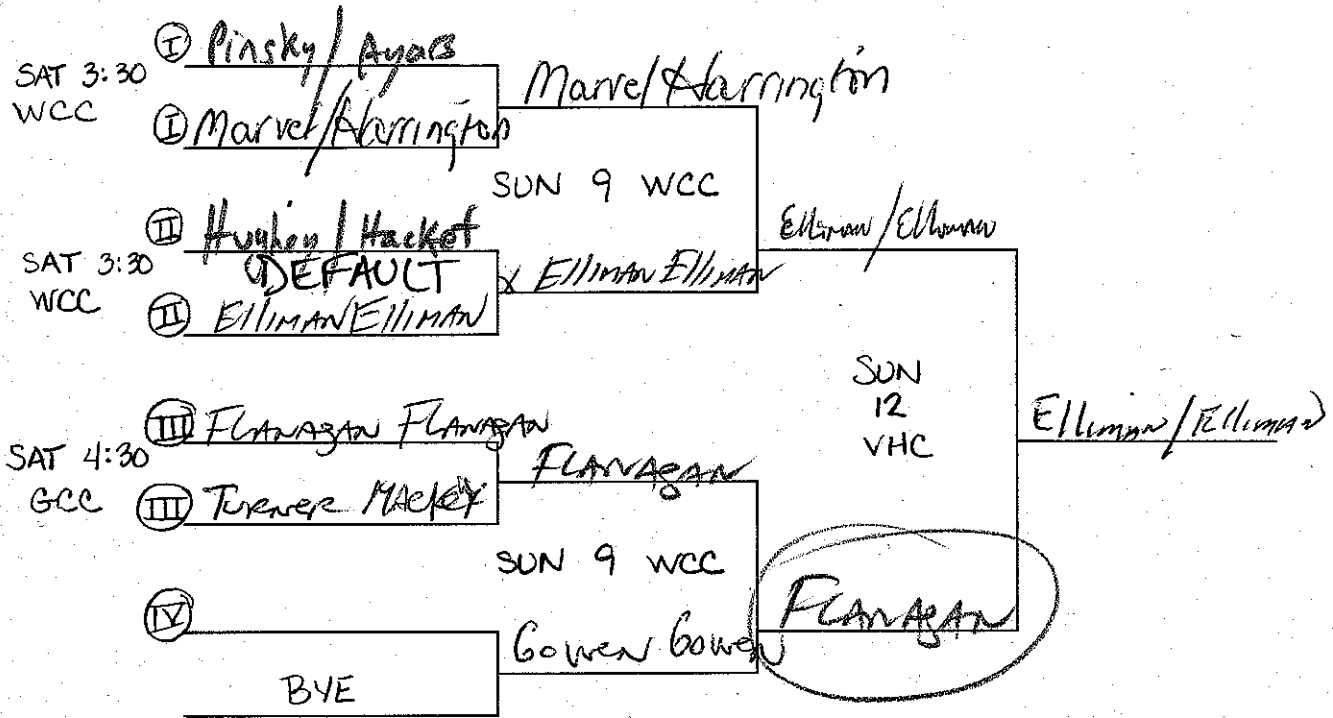 SAT 3:30
WCC
I Pinsky/Ayars
I Marvel/Harrington
Marvel/Harrington
SUN 9 WCC
SAT 3:30
WCC
II Hughen/Hacket
DEFAULT
II Elliman/Elliman
x Elliman Elliman
Elliman/Elliman
SUN
12
VHC
Elliman/Elliman
SAT 4:30
GCC
III Flanagan Flanagan
III Turner Mackey
Flanagan
SUN 9 WCC
IV
BYE
Gowen Gowen
Flanagan